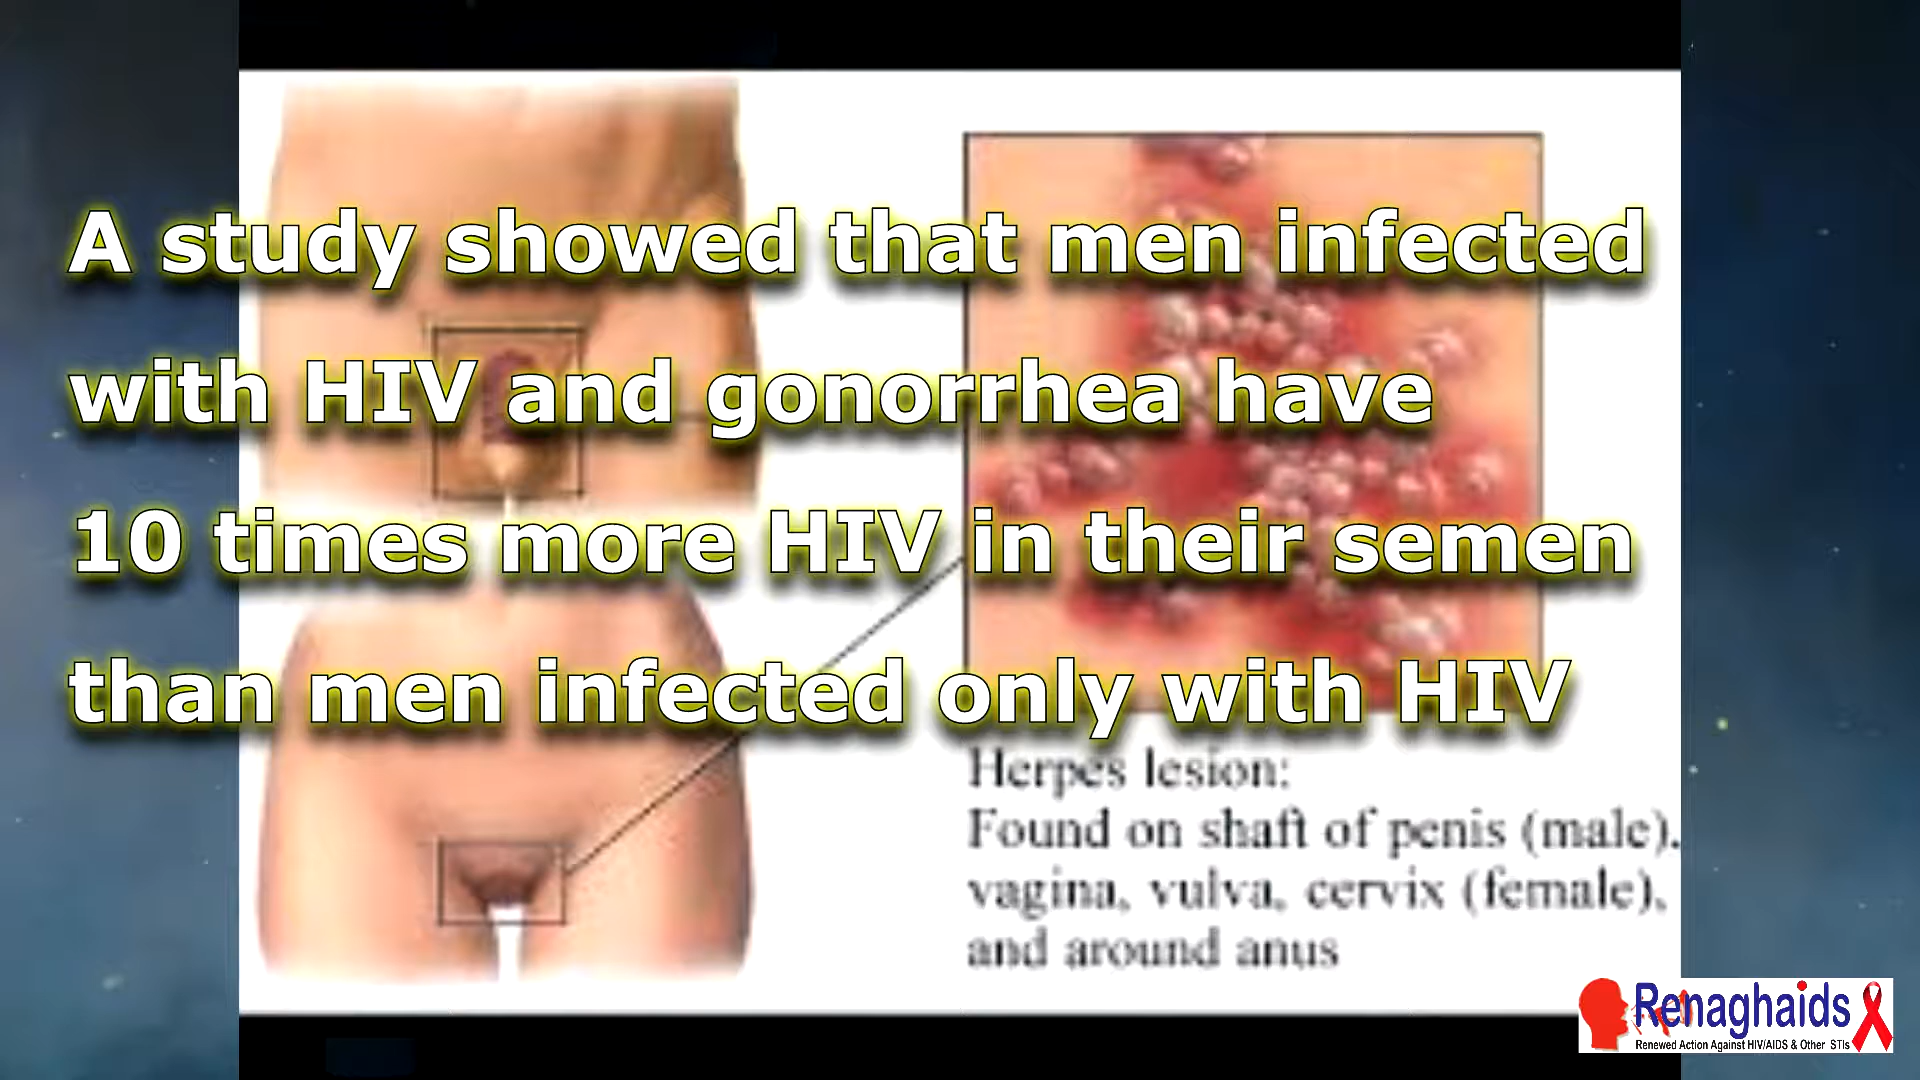 A study showed that men infected
with HIV and gonorrhea have
10 times more HIV in their semen
than men infected only with HIV
Herpes lesion:
Found on shaft of penis (male),
vagina, vulva, cervix (female),
and around anus
Renaghaids
Renewed Action Against HIV/AIDS & Other STIs